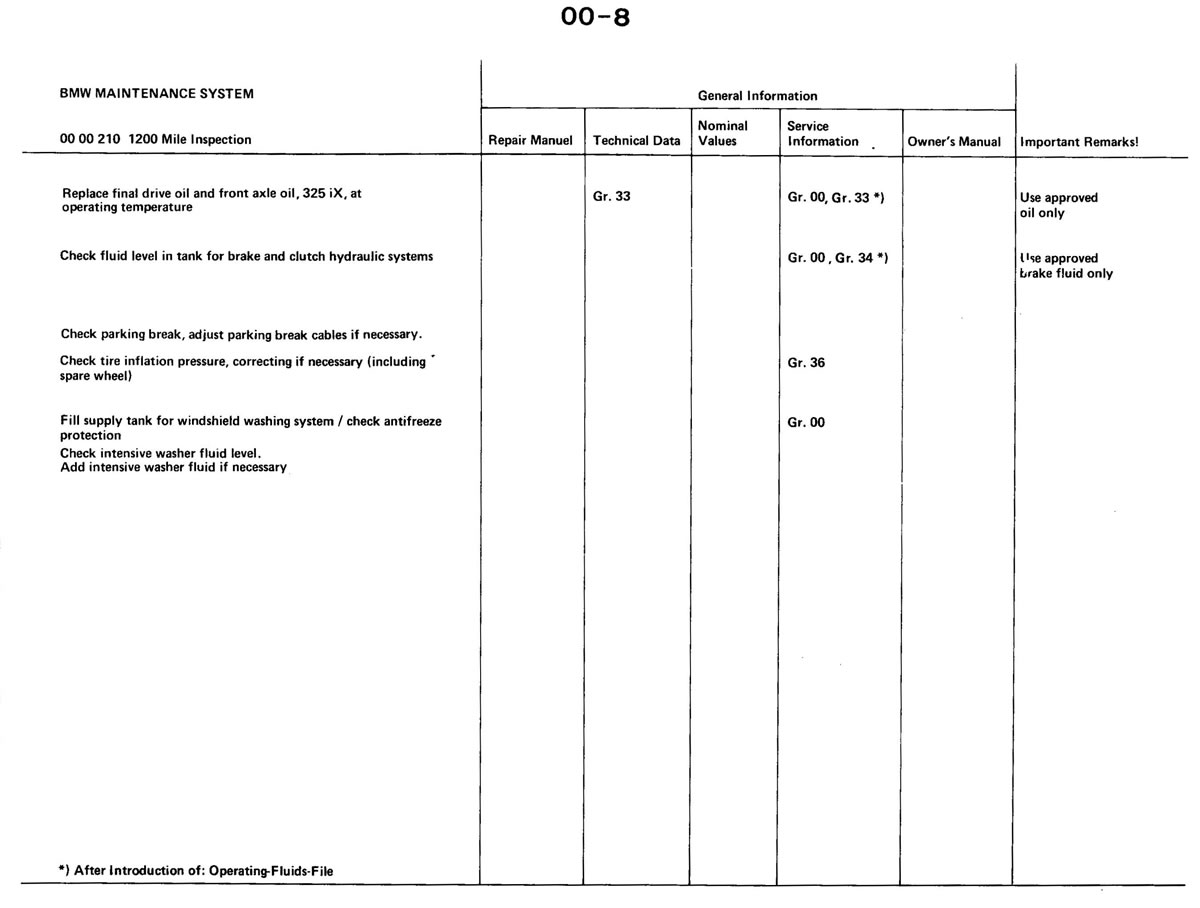 00-8
BMW MAINTENANCE SYSTEM
General Information
00 00 210 1200 Mile Inspection
Repair Manuel
Technical Data
Nominal
Values
Service
Information
Owner's Manual
Important Remarks!
Replace final drive oil and front axle oil, 325 iX, at
operating temperature
Gr. 33
Gr. 00, Gr. 33 *)
Use approved
oil only
Check fluid level in tank for brake and clutch hydraulic systems
Gr. 00 , Gr. 34 *)
Use approved
brake fluid only
Check parking break, adjust parking break cables if necessary.
Check tire inflation pressure, correcting if necessary (including
spare wheel)
Gr. 36
Fill supply tank for windshield washing system / check antifreeze
protection
Gr. 00
Check intensive washer fluid level.
Add intensive washer fluid if necessary
*) After Introduction of: Operating-Fluids-File